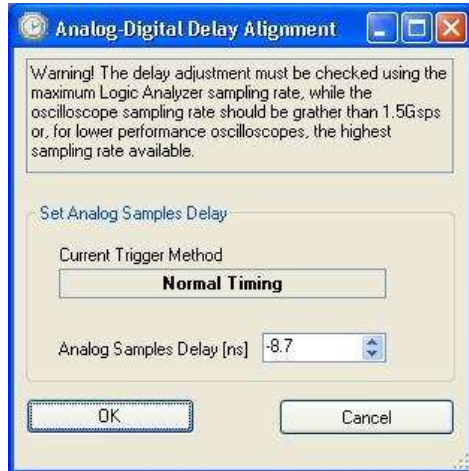 Analog-Digital Delay Alignment
Warning! The delay adjustment must be checked using the
maximum Logic Analyzer sampling rate, while the
oscilloscope sampling rate should be grather than 1.5Gsps
or, for lower performance oscilloscopes, the highest
sampling rate available.
Set Analog Samples Delay
Current Trigger Method
Normal Timing
Analog Samples Delay [ns] -8.7
OK Cancel